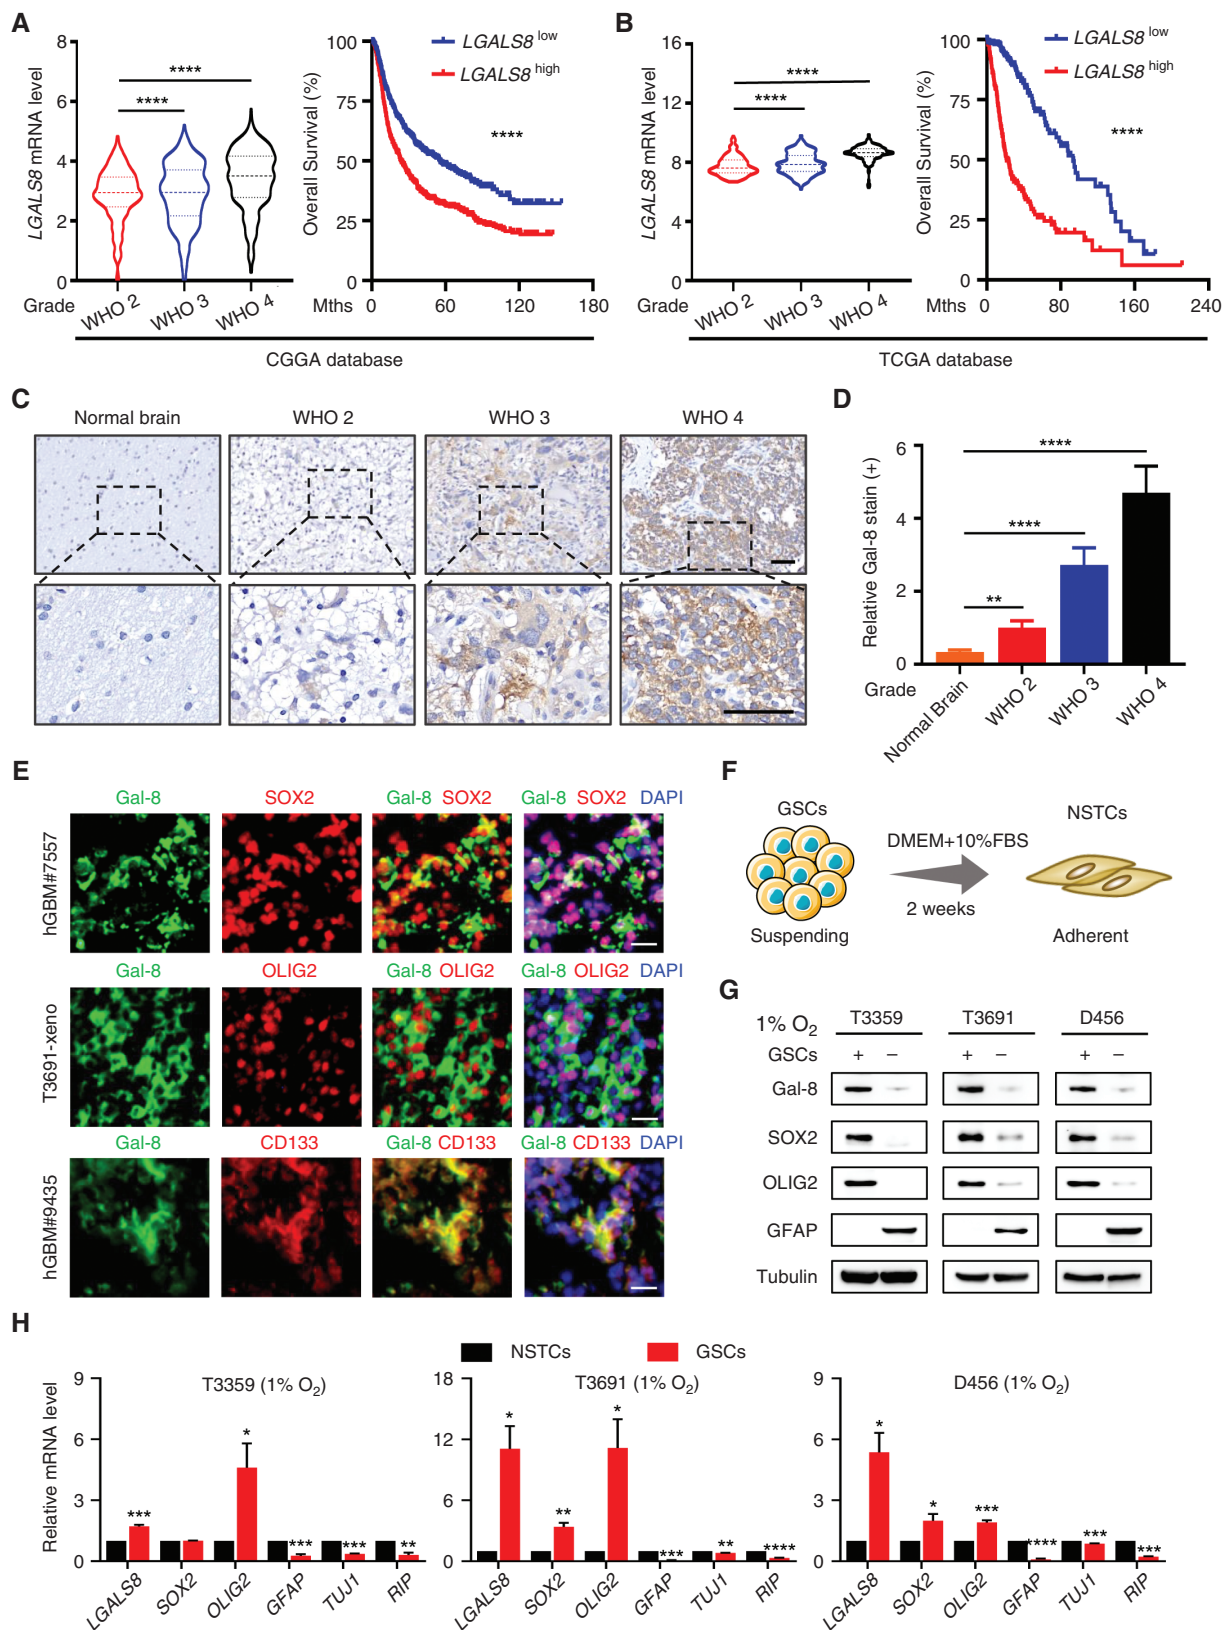 A
B
8
6
4
2
0
LGALS8 mRNA level
****
****
Grade
WHO 2
WHO 3
WHO 4
100
75
50
25
0
Overall Survival (%)
LGALS8 low
LGALS8 high
****
Mths
0
60
120
180
CGGA database
16
12
8
4
0
LGALS8 mRNA level
****
****
Grade
WHO 2
WHO 3
WHO 4
100
75
50
25
0
Overall Survival (%)
LGALS8 low
LGALS8 high
****
Mths
0
80
160
240
TCGA database
C
Normal brain
WHO 2
WHO 3
WHO 4
D
6
4
2
0
Relative Gal-8 stain (+)
****
****
**
Grade
Normal Brain
WHO 2
WHO 3
WHO 4
E
Gal-8
SOX2
Gal-8 SOX2
Gal-8 SOX2 DAPI
hGBM#7557
Gal-8
OLIG2
Gal-8 OLIG2
Gal-8 OLIG2 DAPI
T3691-xeno
Gal-8
CD133
Gal-8 CD133
Gal-8 CD133 DAPI
hGBM#9435
F
GSCs
NSTCs
DMEM+10%FBS
2 weeks
Suspending
Adherent
G
1% O2
T3359
T3691
D456
GSCs + − + − + −
Gal-8
SOX2
OLIG2
GFAP
Tubulin
H
NSTCs
GSCs
Relative mRNA level
T3359 (1% O2)
9
6
3
0
***
*
***
***
**
LGALS8
SOX2
OLIG2
GFAP
TUJ1
RIP
T3691 (1% O2)
18
12
6
0
*
**
*
***
**
****
LGALS8
SOX2
OLIG2
GFAP
TUJ1
RIP
D456 (1% O2)
9
6
3
0
*
*
***
****
***
***
LGALS8
SOX2
OLIG2
GFAP
TUJ1
RIP